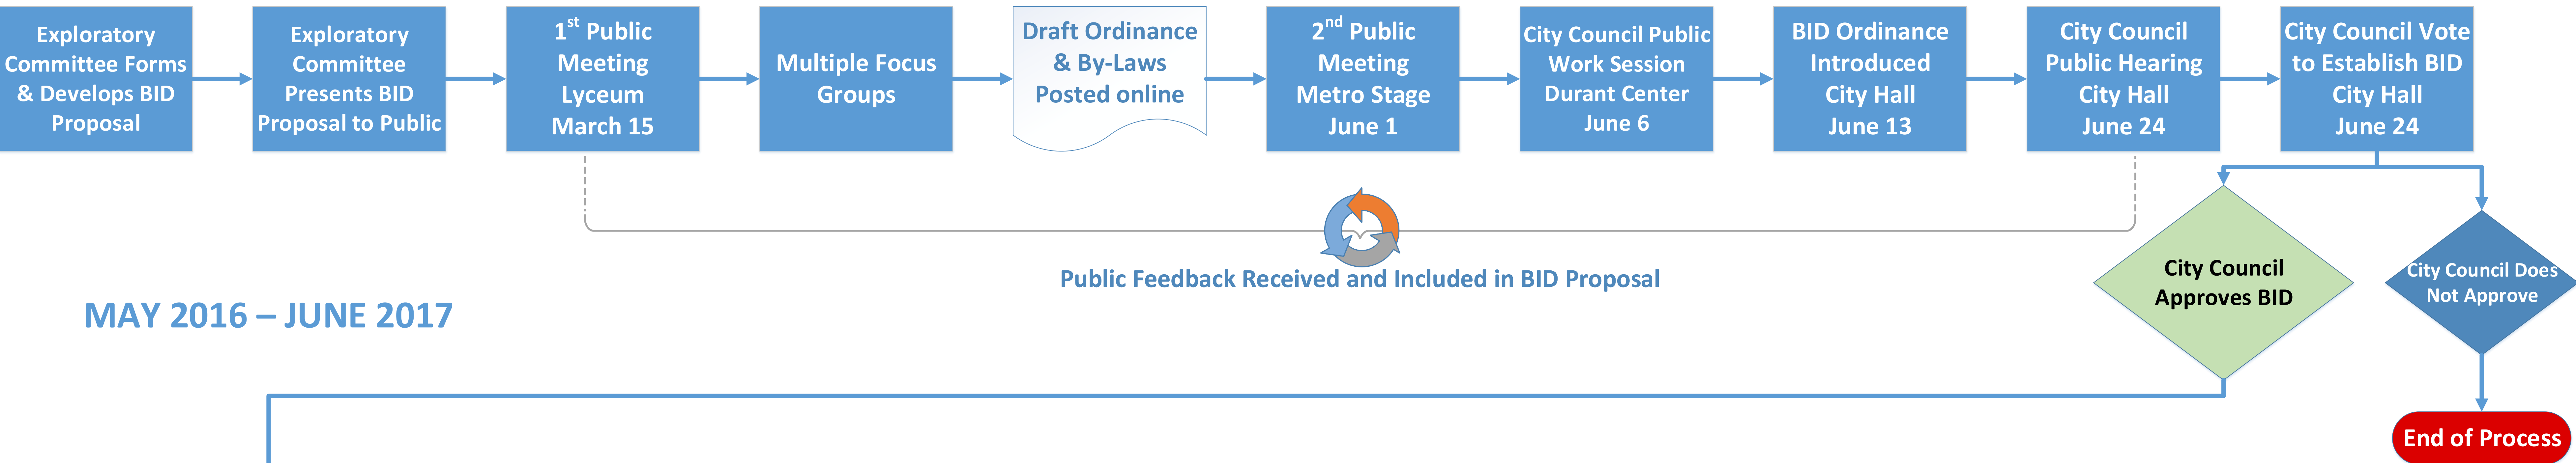 Exploratory
Committee Forms
& Develops BID
Proposal
Exploratory
Committee
Presents BID
Proposal to Public
1st Public
Meeting
Lyceum
March 15
Multiple Focus
Groups
Draft Ordinance
& By-Laws
Posted online
2nd Public
Meeting
Metro Stage
June 1
City Council Public
Work Session
Durant Center
June 6
BID Ordinance
Introduced
City Hall
June 13
City Council
Public Hearing
City Hall
June 24
City Council Vote
to Establish BID
City Hall
June 24
Public Feedback Received and Included in BID Proposal
City Council
Approves BID
City Council Does
Not Approve
MAY 2016 – JUNE 2017
End of Process